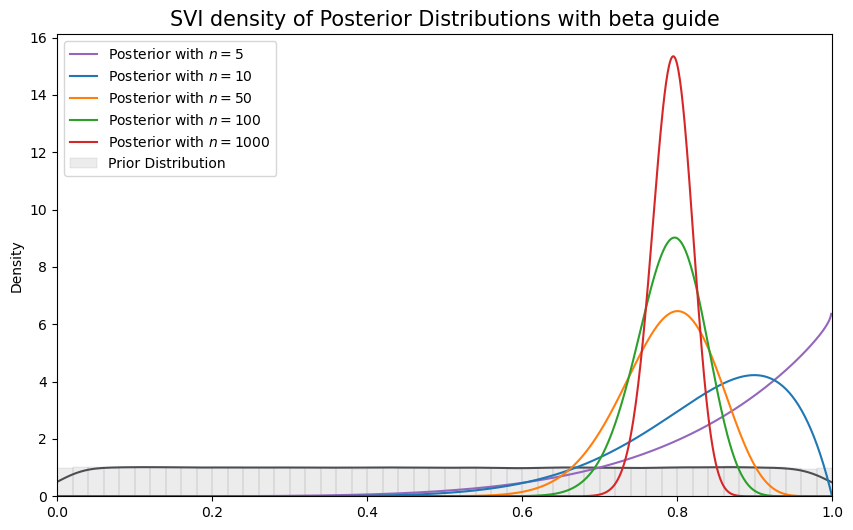 SVI density of Posterior Distributions with beta guide
16
14
12
10
8
6
4
2
0
Density
Posterior with n = 5
Posterior with n = 10
Posterior with n = 50
Posterior with n = 100
Posterior with n = 1000
Prior Distribution
0.0 0.2 0.4 0.6 0.8 1.0